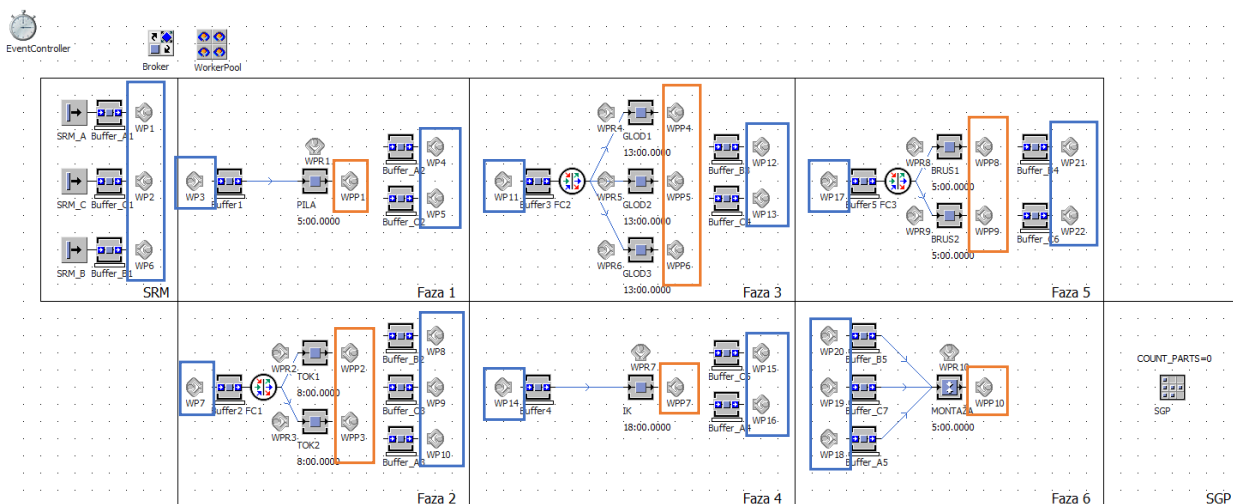 EventController
Broker
WorkerPool
SRM_A
Buffer_A1
WP1
SRM_C
Buffer_C1
WP2
SRM_B
Buffer_B1
WP6
SRM
WP3
Buffer1
WPR1
PILA
5:00.0000
WPP1
Buffer_A2
WP4
Buffer_C2
WP5
Faza 1
WP11
Buffer3
FC2
WPR4
GLOD1
13:00.0000
WPP4
WPR5
GLOD2
13:00.0000
WPP5
WPR6
GLOD3
13:00.0000
WPP6
Buffer_B3
WP12
Buffer_C4
WP13
Faza 3
WP17
Buffer5
FC3
WPR8
BRUS1
5:00.0000
WPP8
WPR9
BRUS2
5:00.0000
WPP9
Buffer_B4
WP21
Buffer_C6
WP22
Faza 5
WP7
Buffer2
FC1
WPR2
TOK1
8:00.0000
WPP2
WPR3
TOK2
8:00.0000
WPP3
Buffer_B2
WP8
Buffer_C3
WP9
Buffer_A3
WP10
Faza 2
WP14
Buffer4
WPR7
IK
18:00.0000
WPP7
Buffer_C5
WP15
Buffer_A4
WP16
Faza 4
WP20
Buffer_B5
WP19
Buffer_C7
WP18
Buffer_A5
WPR10
MONTAZA
5:00.0000
WPP10
Faza 6
COUNT_PARTS=0
SGP
SGP